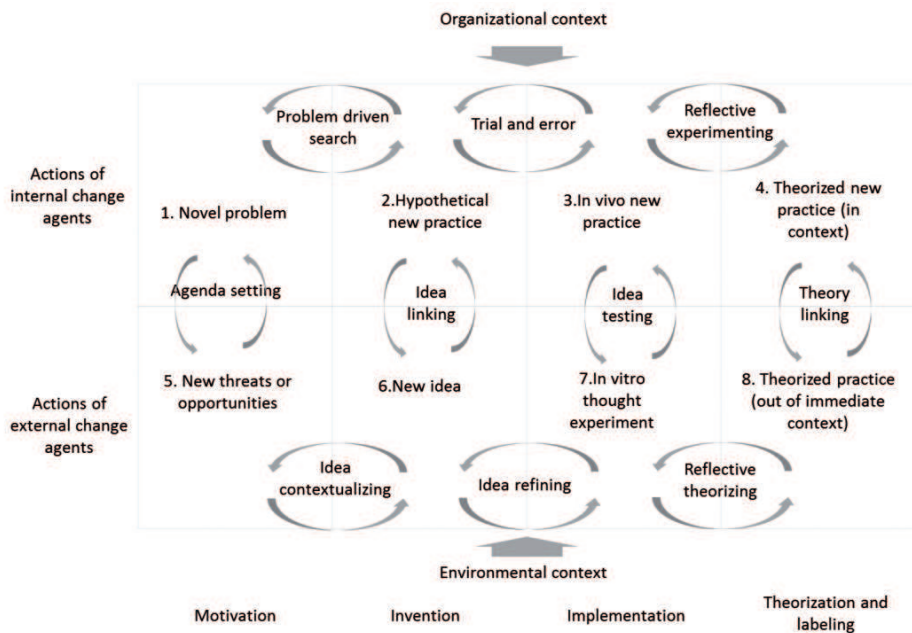 Organizational context
Problem driven
search
Trial and error
Reflective
experimenting
Actions of
internal change
agents
1. Novel problem
2.Hypothetical
new practice
3.In vivo new
practice
4. Theorized new
practice (in
context)
Agenda setting
Idea
linking
Idea
testing
Theory
linking
Actions of
external change
agents
5. New threats or
opportunities
6.New idea
7.In vitro
thought
experiment
8. Theorized practice
(out of immediate
context)
Idea
contextualizing
Idea refining
Reflective
theorizing
Environmental context
Motivation
Invention
Implementation
Theorization and
labeling